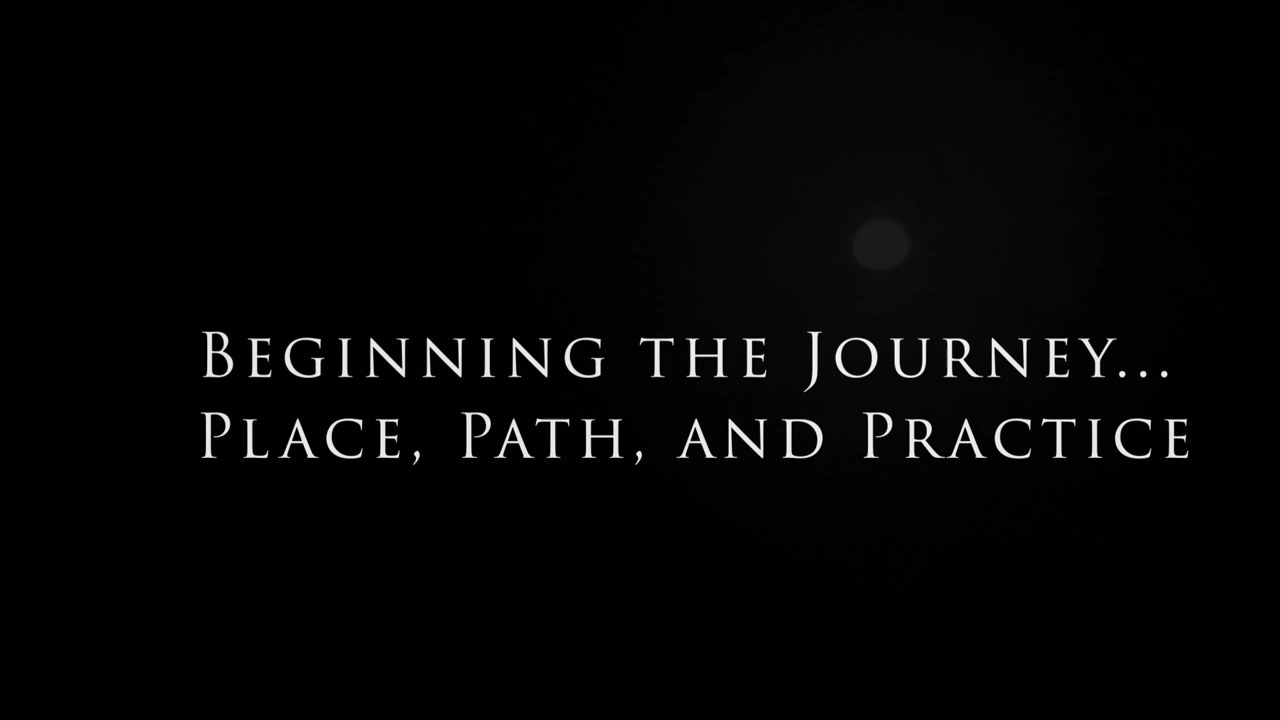 Beginning the Journey...
Place, Path, and Practice